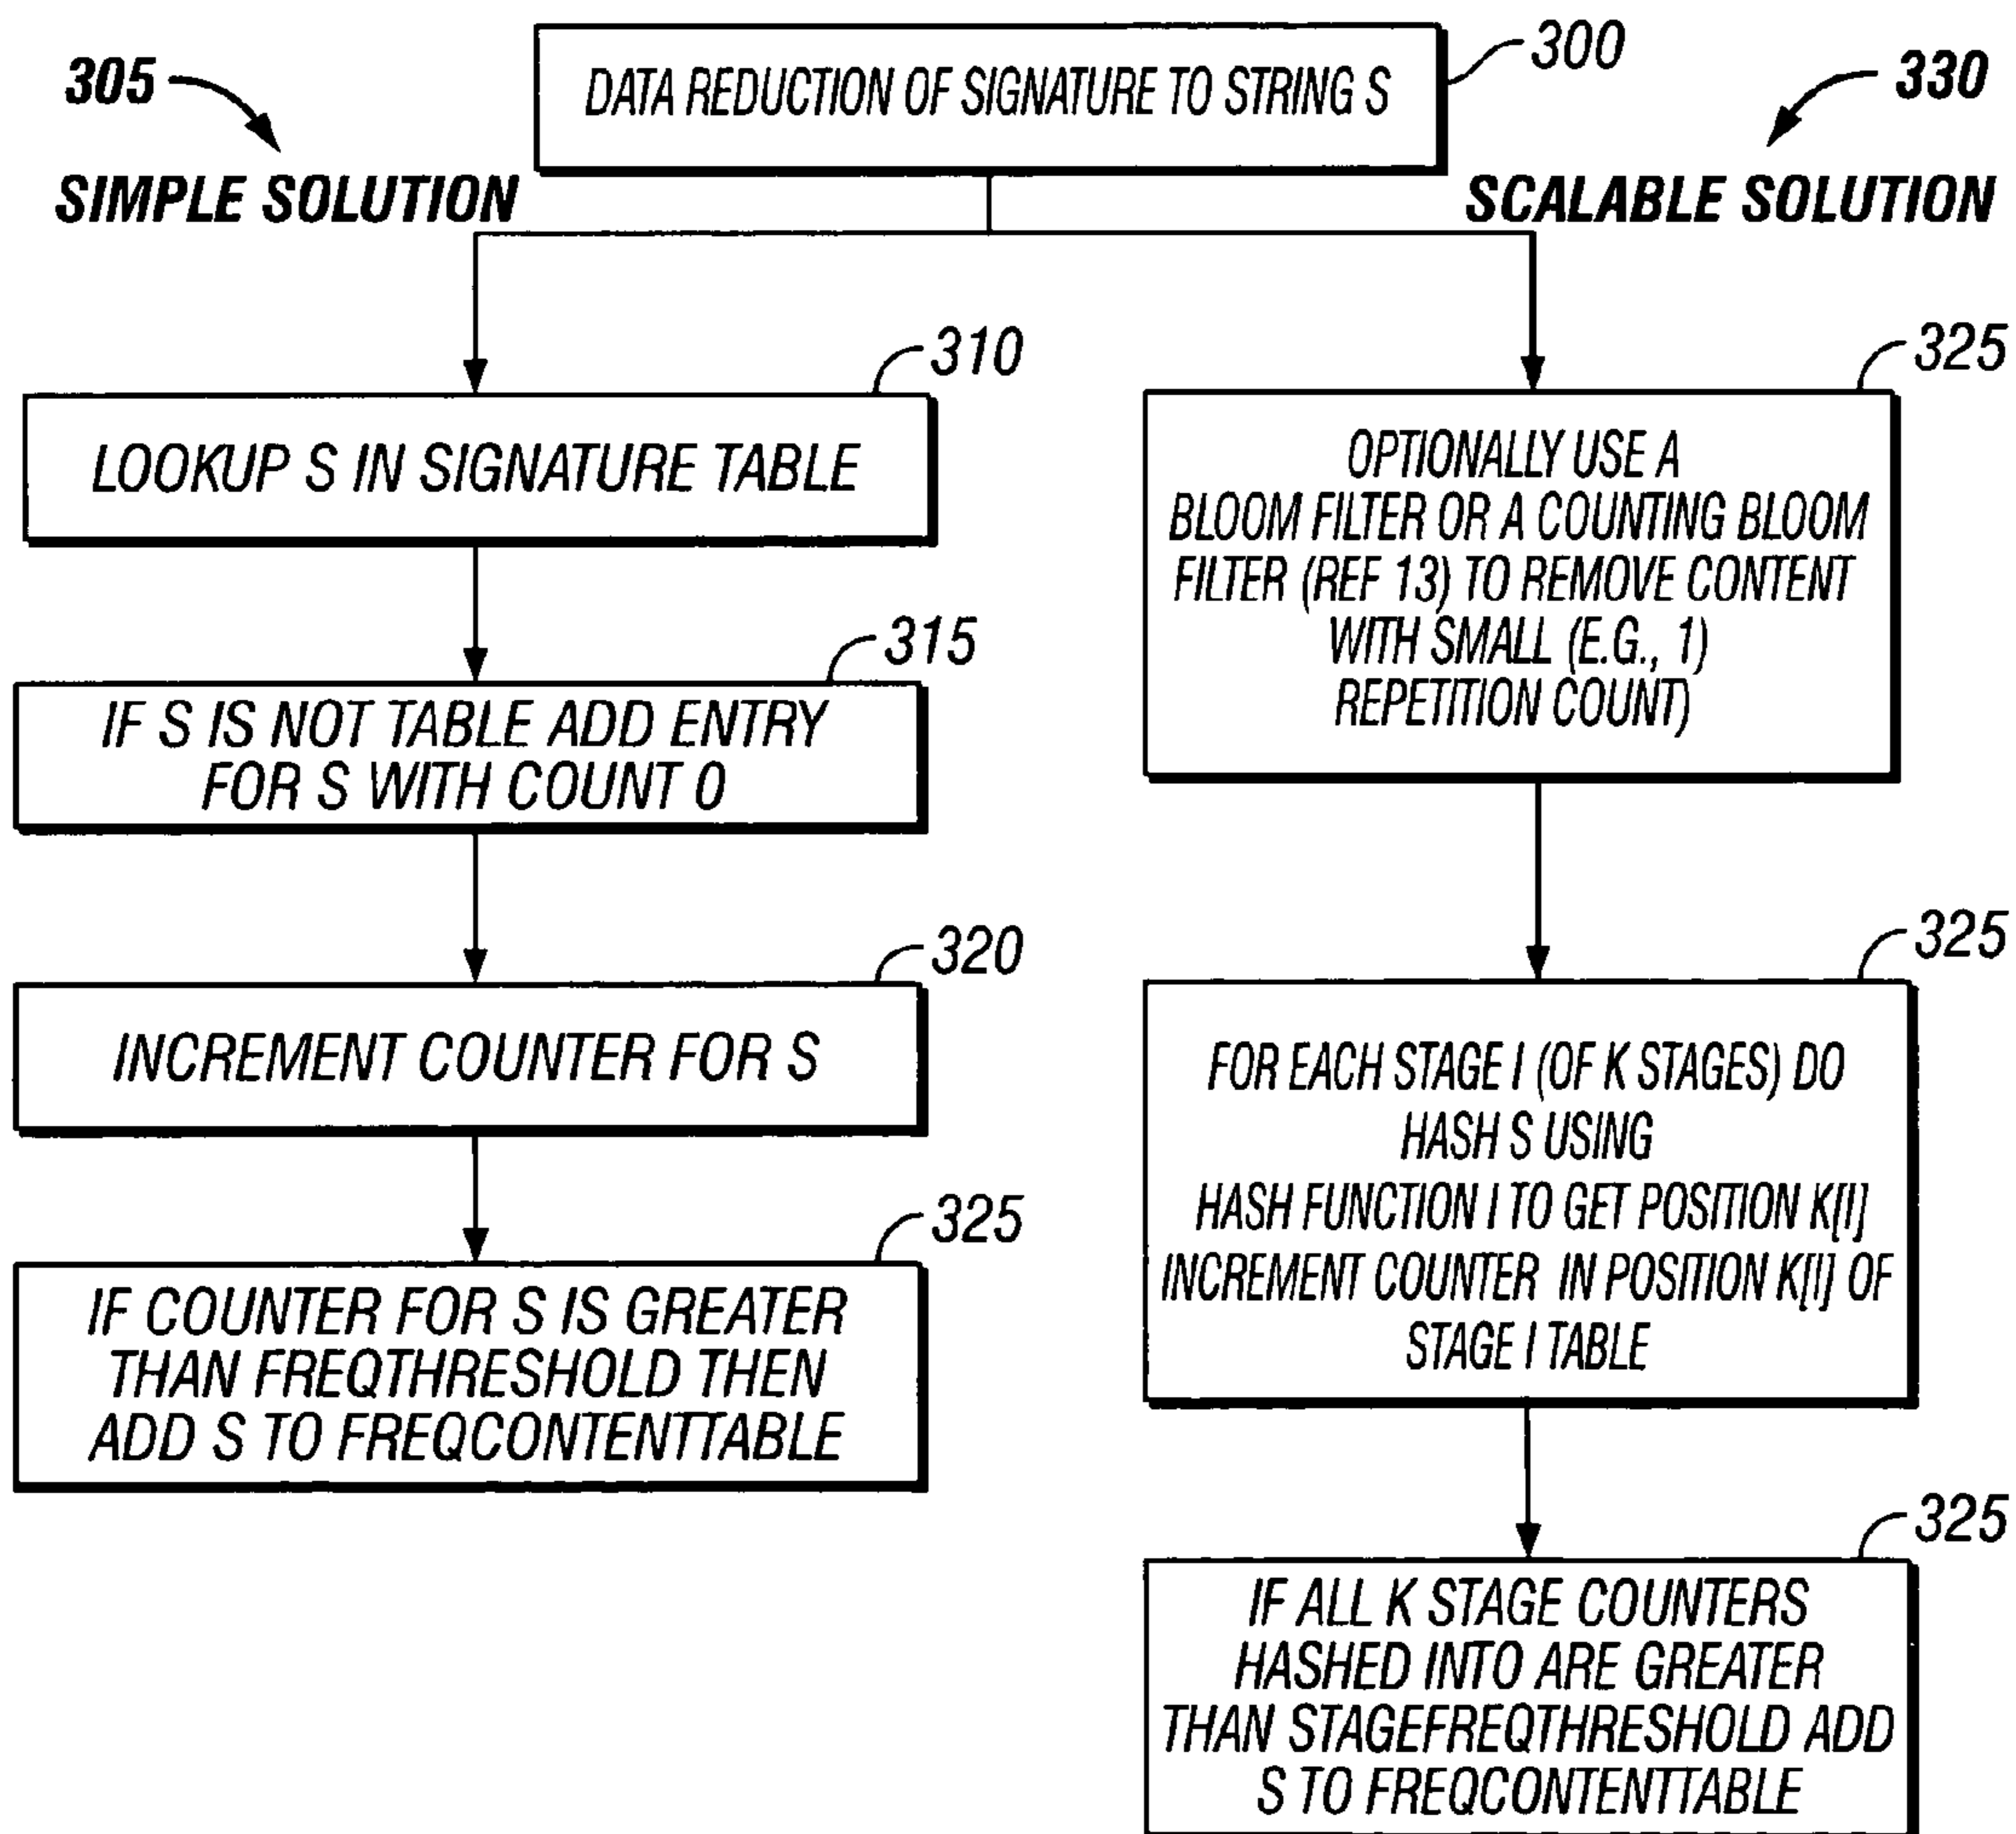 300
DATA REDUCTION OF SIGNATURE TO STRING S
305
SIMPLE SOLUTION
330
SCALABLE SOLUTION
310
LOOKUP S IN SIGNATURE TABLE
315
IF S IS NOT TABLE ADD ENTRY
FOR S WITH COUNT 0
320
INCREMENT COUNTER FOR S
325
IF COUNTER FOR S IS GREATER
THAN FREQTHRESHOLD THEN
ADD S TO FREQCONTENTTABLE
325
OPTIONALLY USE A
BLOOM FILTER OR A COUNTING BLOOM
FILTER (REF 13) TO REMOVE CONTENT
WITH SMALL (E.G., 1)
REPETITION COUNT)
325
FOR EACH STAGE I (OF K STAGES) DO
HASH S USING
HASH FUNCTION I TO GET POSITION K[I]
INCREMENT COUNTER IN POSITION K[I] OF
STAGE I TABLE
325
IF ALL K STAGE COUNTERS
HASHED INTO ARE GREATER
THAN STAGEFREQTHRESHOLD ADD
S TO FREQCONTENTTABLE